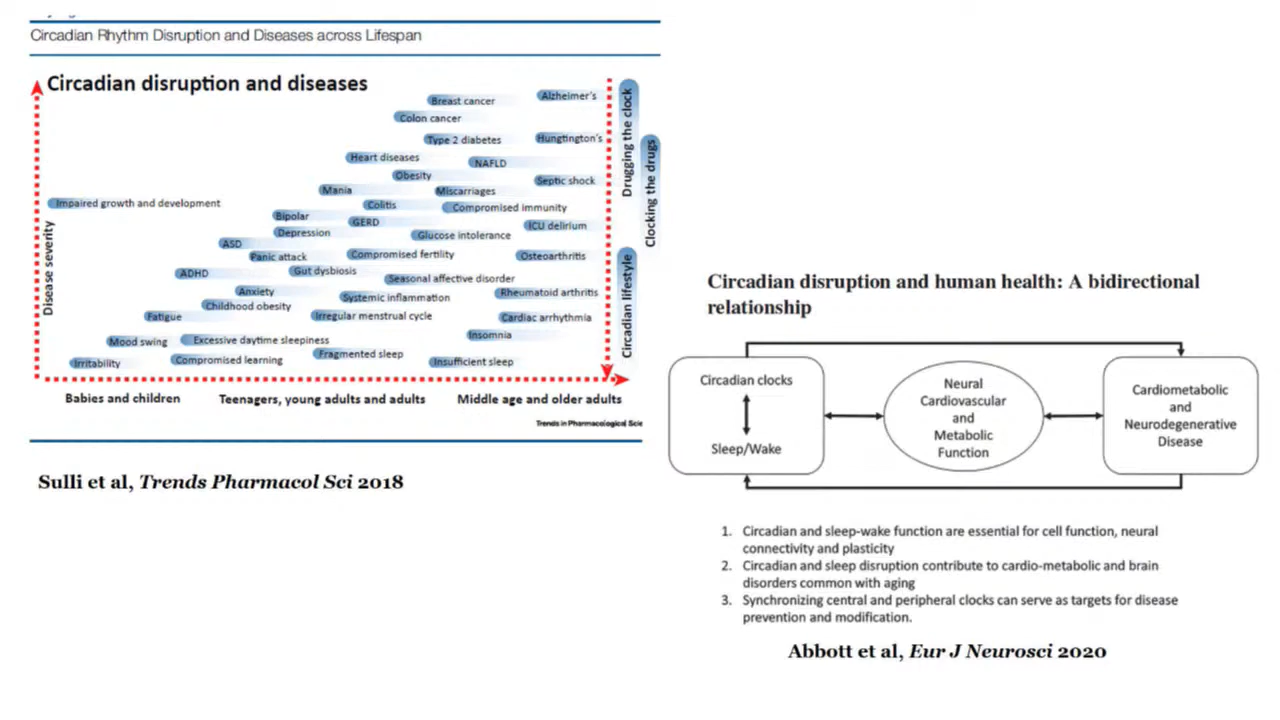 Circadian Rhythm Disruption and Diseases across Lifespan
Circadian disruption and diseases
Disease severity
Breast cancer
Alzheimer's
Colon cancer
Type 2 diabetes
Hungtington's
Heart diseases
NAFLD
Obesity
Septic shock
Mania
Miscarriages
Impaired growth and development
Colitis
Compromised immunity
Bipolar
GERD
ICU delirium
Depression
Glucose intolerance
ASD
Panic attack
Compromised fertility
Osteoarthritis
ADHD
Gut dysbiosis
Seasonal affective disorder
Anxiety
Systemic inflammation
Rheumatoid arthritis
Childhood obesity
Fatigue
Irregular menstrual cycle
Cardiac arrhythmia
Mood swing
Excessive daytime sleepiness
Insomnia
Irritability
Compromised learning
Fragmented sleep
Insufficient sleep
Drugging the clock
Clocking the drugs
Circadian lifestyle
Babies and children
Teenagers, young adults and adults
Middle age and older adults
Trends in Pharmacological Scie
Sulli et al, Trends Pharmacol Sci 2018
Circadian disruption and human health: A bidirectional
relationship
Circadian clocks
Sleep/Wake
Neural
Cardiovascular
and
Metabolic
Function
Cardiometabolic
and
Neurodegenerative
Disease
1. Circadian and sleep-wake function are essential for cell function, neural
connectivity and plasticity
2. Circadian and sleep disruption contribute to cardio-metabolic and brain
disorders common with aging
3. Synchronizing central and peripheral clocks can serve as targets for disease
prevention and modification.
Abbott et al, Eur J Neurosci 2020